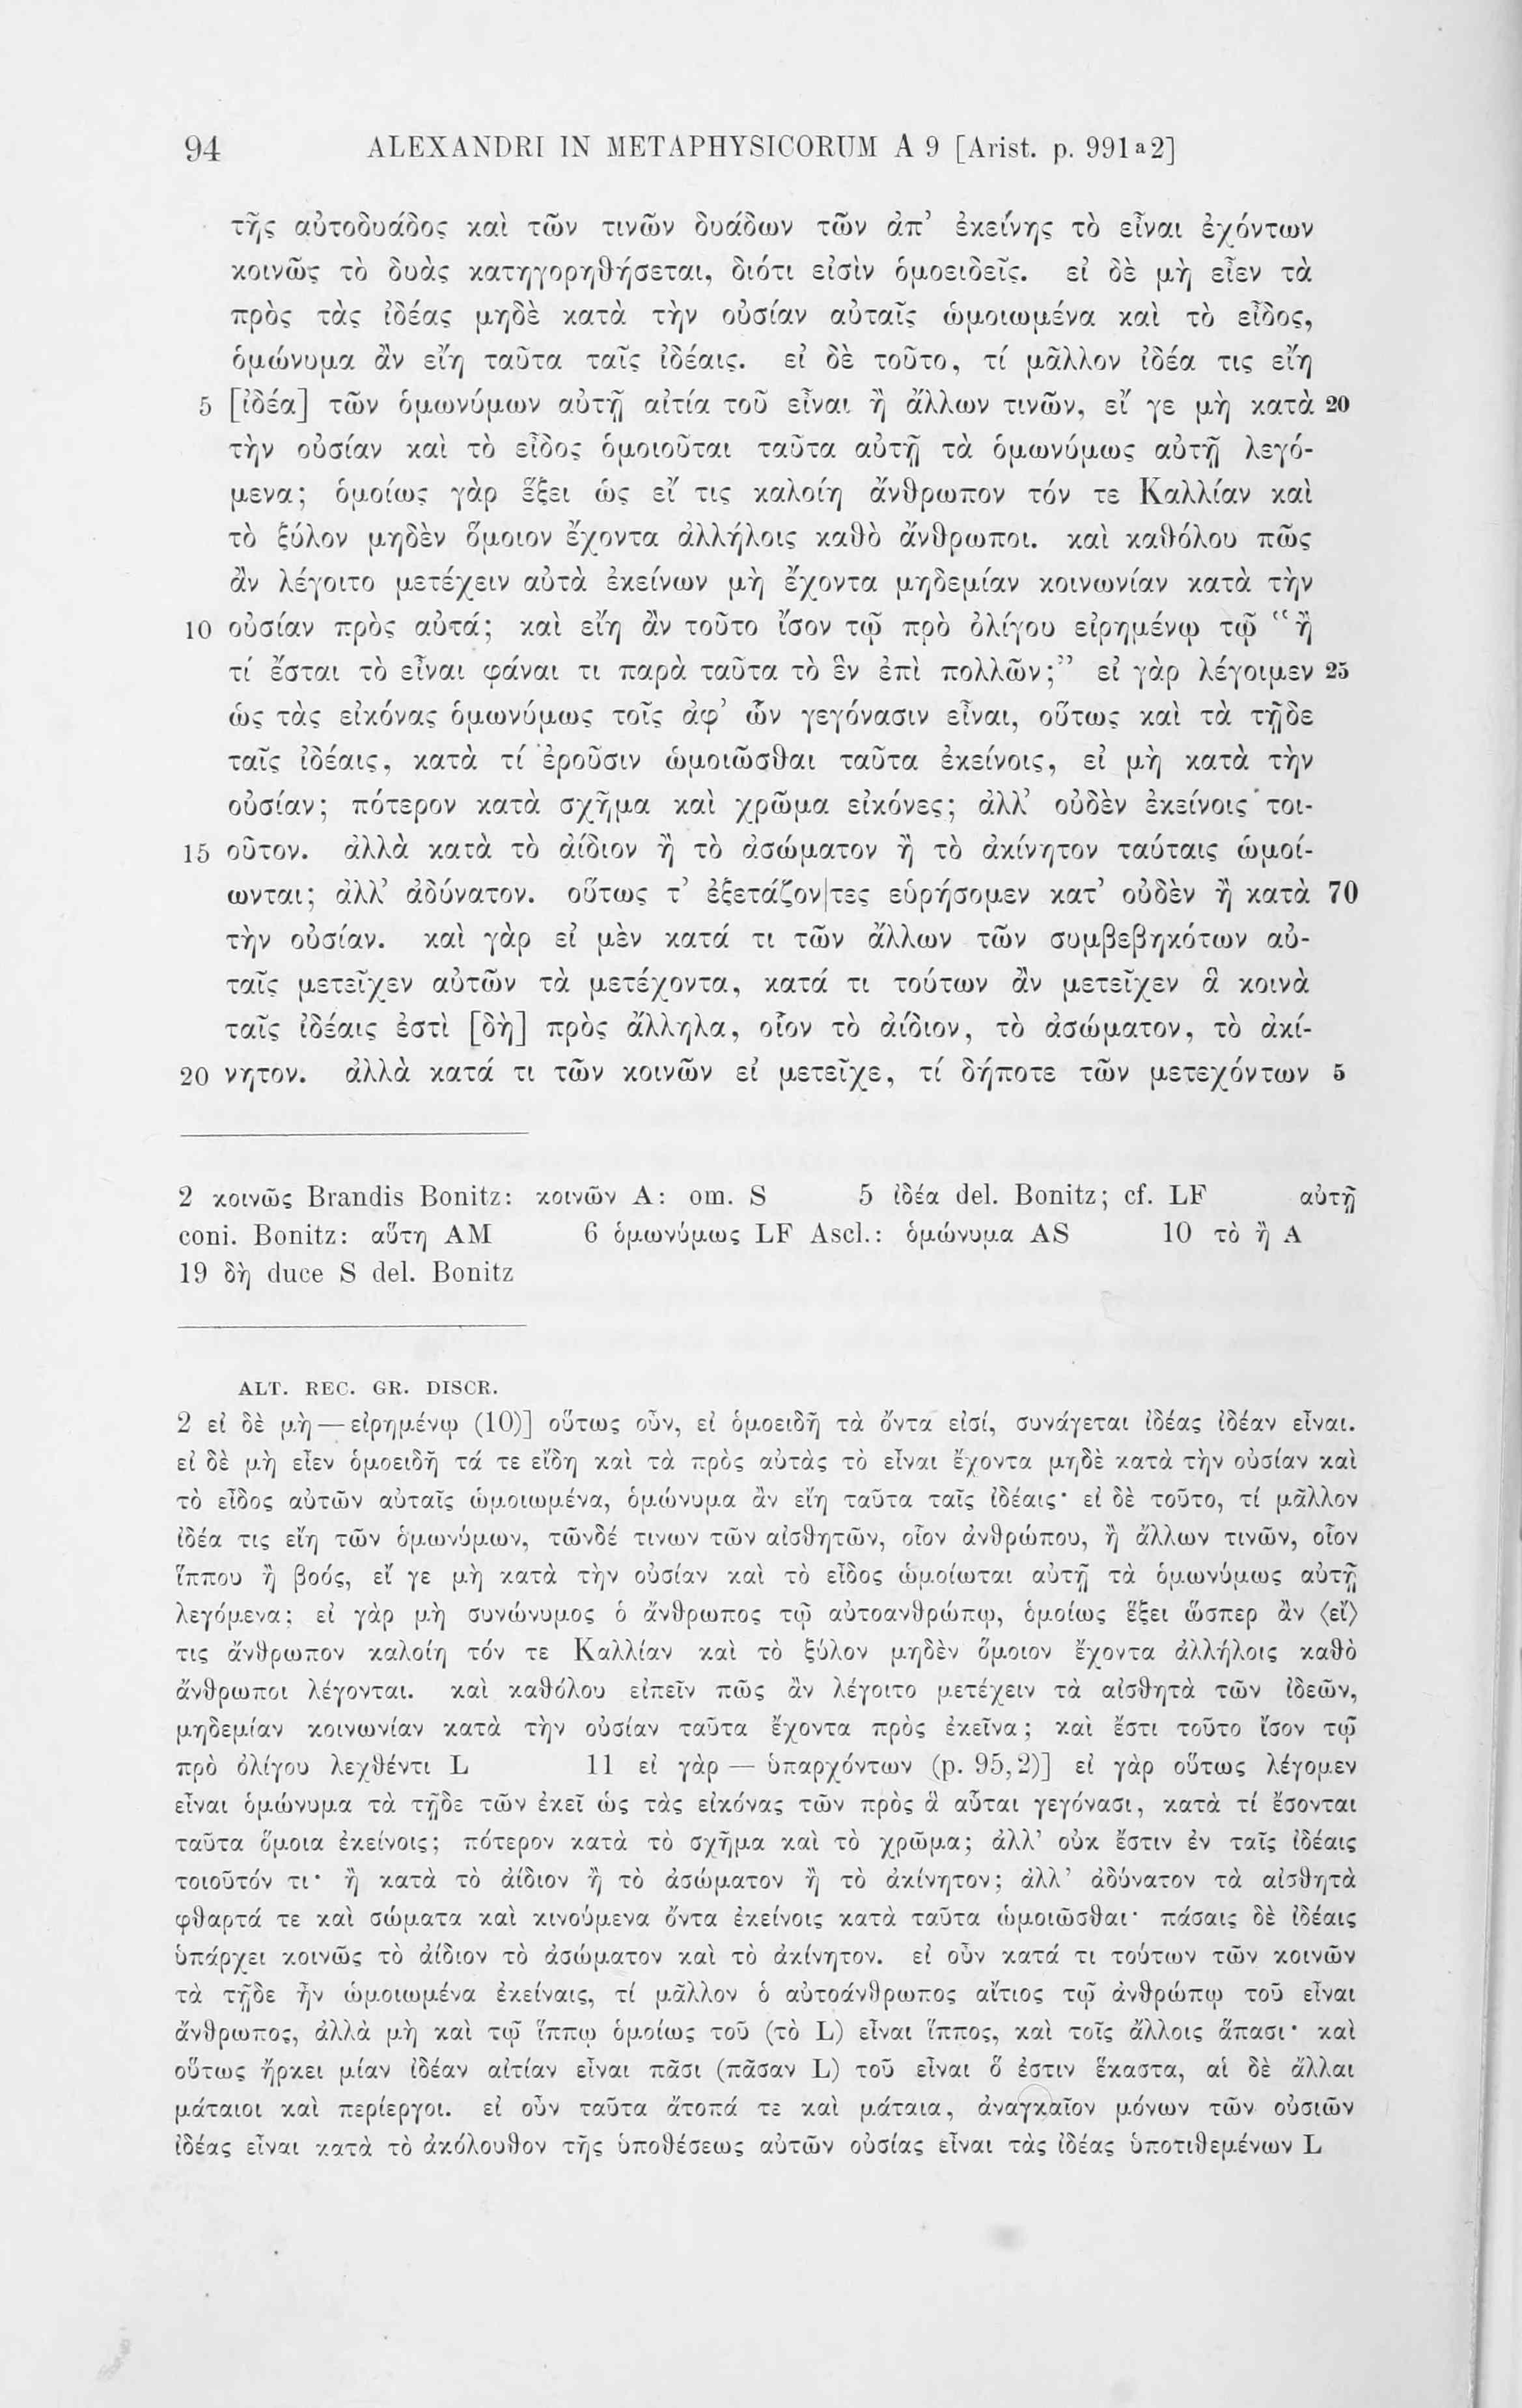 94 ALEXANDRI IN METAPHYSICORUM A 9 [Arist. p. 991a2]
τῆς αὐτοδυάδος καὶ τῶν τινῶν δυάδων τῶν ἀπ’ ἐκείνης τὸ εἶναι ἐχόντων
κοινῶς τὸ δυὰς κατηγορηθήσεται, διότι εἰσὶν ὁμοειδεῖς. εἰ δὲ μὴ εἶεν τὰ
πρὸς τὰς ἰδέας μηδὲ κατὰ τὴν οὐσίαν αὐταῖς ὡμοιωμένα καὶ τὸ εἶδος,
ὁμώνυμα ἂν εἴη ταῦτα ταῖς ἰδέαις. εἰ δὲ τοῦτο, τί μᾶλλον ἰδέα τις εἴη
5 [ἰδέα] τῶν ὁμωνύμων αὐτῇ αἰτία τοῦ εἶναι ἢ ἄλλων τινῶν, εἴ γε μὴ κατὰ 20
τὴν οὐσίαν καὶ τὸ εἶδος ὁμοιοῦται ταῦτα αὐτῇ τὰ ὁμωνύμως αὐτῇ λεγό-
μενα; ὁμοίως γὰρ ἕξει ὡς εἴ τις καλοίη ἄνθρωπον τόν τε Καλλίαν καὶ
τὸ ξύλον μηδὲν ὅμοιον ἔχοντα ἀλλήλοις καθὸ ἄνθρωποι. καὶ καθόλου πῶς
ἂν λέγοιτο μετέχειν αὐτὰ ἐκείνων μὴ ἔχοντα μηδεμίαν κοινωνίαν κατὰ τὴν
10 οὐσίαν πρὸς αὐτά; καὶ εἴη ἂν τοῦτο ἴσον τῷ πρὸ ὀλίγου εἰρημένῳ τῷ “ἢ
τί ἔσται τὸ εἶναι φάναι τι παρὰ ταῦτα τὸ ἓν ἐπὶ πολλῶν;” εἰ γὰρ λέγοιμεν 25
ὡς τὰς εἰκόνας ὁμωνύμως τοῖς ἀφ’ ὧν γεγόνασιν εἶναι, οὕτως καὶ τὰ τῇδε
ταῖς ἰδέαις, κατὰ τί ἐροῦσιν ὡμοιῶσθαι ταῦτα ἐκείνοις, εἰ μὴ κατὰ τὴν
οὐσίαν; πότερον κατὰ σχῆμα καὶ χρῶμα εἰκόνες; ἀλλ’ οὐδὲν ἐκείνοις τοι-
15 οῦτον. ἀλλὰ κατὰ τὸ ἀίδιον ἢ τὸ ἀσώματον ἢ τὸ ἀκίνητον ταύταις ὡμοί-
ωνται; ἀλλ’ ἀδύνατον. οὕτως τ’ ἐξετάζον|τες εὑρήσομεν κατ’ οὐδὲν ἢ κατὰ 70
τὴν οὐσίαν. καὶ γὰρ εἰ μὲν κατά τι τῶν ἄλλων τῶν συμβεβηκότων αὐ-
ταῖς μετεῖχεν αὐτῶν τὰ μετέχοντα, κατά τι τούτων ἂν μετεῖχεν ἃ κοινὰ
ταῖς ἰδέαις ἐστὶ [δὴ] πρὸς ἄλληλα, οἷον τὸ ἀίδιον, τὸ ἀσώματον, τὸ ἀκί-
20 νητον. ἀλλὰ κατά τι τῶν κοινῶν εἰ μετεῖχε, τί δήποτε τῶν μετεχόντων 5
2 κοινῶς Brandis Bonitz: κοινῶν A: om. S 5 ἰδέα del. Bonitz; cf. LF αὐτῇ
coni. Bonitz: αὕτη AM 6 ὁμωνύμως LF Ascl.: ὁμώνυμα AS 10 τὸ ἢ A
19 δὴ duce S del. Bonitz
ALT. REC. GR. DISCR.
2 εἰ δὲ μὴ — εἰρημένῳ (10)] οὕτως οὖν, εἰ ὁμοειδῆ τὰ ὄντα εἰσί, συνάγεται ἰδέας ἰδέαν εἶναι.
εἰ δὲ μὴ εἶεν ὁμοειδῆ τά τε εἴδη καὶ τὰ πρὸς αὐτὰς τὸ εἶναι ἔχοντα μηδὲ κατὰ τὴν οὐσίαν καὶ
τὸ εἶδος αὐτῶν αὐταῖς ὡμοιωμένα, ὁμώνυμα ἂν εἴη ταῦτα ταῖς ἰδέαις· εἰ δὲ τοῦτο, τί μᾶλλον
ἰδέα τις εἴη τῶν ὁμωνύμων, τῶνδέ τινων τῶν αἰσθητῶν, οἷον ἀνθρώπου, ἢ ἄλλων τινῶν, οἷον
ἵππου ἢ βοός, εἴ γε μὴ κατὰ τὴν οὐσίαν καὶ τὸ εἶδος ὡμοίωται αὐτῇ τὰ ὁμωνύμως αὐτῇ
λεγόμενα; εἰ γὰρ μὴ συνώνυμος ὁ ἄνθρωπος τῷ αὐτοανθρώπῳ, ὁμοίως ἕξει ὥσπερ ἂν ⟨εἴ⟩
τις ἄνθρωπον καλοίη τόν τε Καλλίαν καὶ τὸ ξύλον μηδὲν ὅμοιον ἔχοντα ἀλλήλοις καθὸ
ἄνθρωποι λέγονται. καὶ καθόλου εἰπεῖν πῶς ἂν λέγοιτο μετέχειν τὰ αἰσθητὰ τῶν ἰδεῶν,
μηδεμίαν κοινωνίαν κατὰ τὴν οὐσίαν ταῦτα ἔχοντα πρὸς ἐκεῖνα; καὶ ἔστι τοῦτο ἴσον τῷ
πρὸ ὀλίγου λεχθέντι L 11 εἰ γὰρ — ὑπαρχόντων (p. 95,2)] εἰ γὰρ οὕτως λέγομεν
εἶναι ὁμώνυμα τὰ τῇδε τῶν ἐκεῖ ὡς τὰς εἰκόνας τῶν πρὸς ἃ αὗται γεγόνασι, κατὰ τί ἔσονται
ταῦτα ὅμοια ἐκείνοις; πότερον κατὰ τὸ σχῆμα καὶ τὸ χρῶμα; ἀλλ’ οὐκ ἔστιν ἐν ταῖς ἰδέαις
τοιοῦτόν τι· ἢ κατὰ τὸ ἀίδιον ἢ τὸ ἀσώματον ἢ τὸ ἀκίνητον; ἀλλ’ ἀδύνατον τὰ αἰσθητὰ
φθαρτά τε καὶ σώματα καὶ κινούμενα ὄντα ἐκείνοις κατὰ ταῦτα ὡμοιῶσθαι· πάσαις δὲ ἰδέαις
ὑπάρχει κοινῶς τὸ ἀίδιον τὸ ἀσώματον καὶ τὸ ἀκίνητον. εἰ οὖν κατά τι τούτων τῶν κοινῶν
τὰ τῇδε ἦν ὡμοιωμένα ἐκείναις, τί μᾶλλον ὁ αὐτοάνθρωπος αἴτιος τῷ ἀνθρώπῳ τοῦ εἶναι
ἄνθρωπος, ἀλλὰ μὴ καὶ τῷ ἵππῳ ὁμοίως τοῦ (τὸ L) εἶναι ἵππος, καὶ τοῖς ἄλλοις ἅπασι· καὶ
οὕτως ἤρκει μίαν ἰδέαν αἰτίαν εἶναι πᾶσι (πᾶσαν L) τοῦ εἶναι ὅ ἐστιν ἕκαστα, αἱ δὲ ἄλλαι
μάταιοι καὶ περίεργοι. εἰ οὖν ταῦτα ἄτοπά τε καὶ μάταια, ἀναγκαῖον μόνων τῶν οὐσιῶν
ἰδέας εἶναι κατὰ τὸ ἀκόλουθον τῆς ὑποθέσεως αὐτῶν οὐσίας εἶναι τὰς ἰδέας ὑποτιθεμένων L